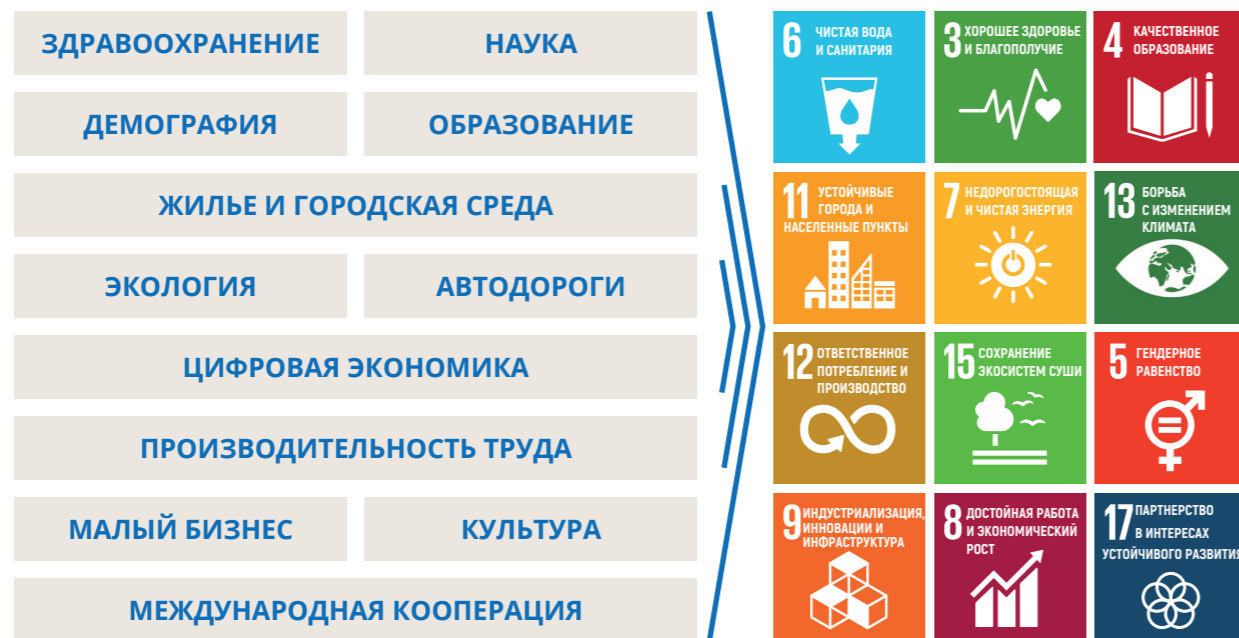 ЗДРАВООХРАНЕНИЕ
НАУКА
ДЕМОГРАФИЯ
ОБРАЗОВАНИЕ
ЖИЛЬЕ И ГОРОДСКАЯ СРЕДА
ЭКОЛОГИЯ
АВТОДОРОГИ
ЦИФРОВАЯ ЭКОНОМИКА
ПРОИЗВОДИТЕЛЬНОСТЬ ТРУДА
МАЛЫЙ БИЗНЕС
КУЛЬТУРА
МЕЖДУНАРОДНАЯ КООПЕРАЦИЯ
6 ЧИСТАЯ ВОДА
И САНИТАРИЯ
3 ХОРОШЕЕ ЗДОРОВЬЕ
И БЛАГОПОЛУЧИЕ
4 КАЧЕСТВЕННОЕ
ОБРАЗОВАНИЕ
11 УСТОЙЧИВЫЕ
ГОРОДА И
НАСЕЛЕННЫЕ ПУНКТЫ
7 НЕДОРОГОСТОЯЩАЯ
И ЧИСТАЯ ЭНЕРГИЯ
13 БОРЬБА
С ИЗМЕНЕНИЕМ
КЛИМАТА
12 ОТВЕТСТВЕННОЕ
ПОТРЕБЛЕНИЕ И
ПРОИЗВОДСТВО
15 СОХРАНЕНИЕ
ЭКОСИСТЕМ СУШИ
5 ГЕНДЕРНОЕ
РАВЕНСТВО
9 ИНДУСТРИАЛИЗАЦИЯ,
ИННОВАЦИИ И
ИНФРАСТРУКТУРА
8 ДОСТОЙНАЯ РАБОТА
И ЭКОНОМИЧЕСКИЙ
РОСТ
17 ПАРТНЕРСТВО
В ИНТЕРЕСАХ
УСТОЙЧИВОГО РАЗВИТИЯ